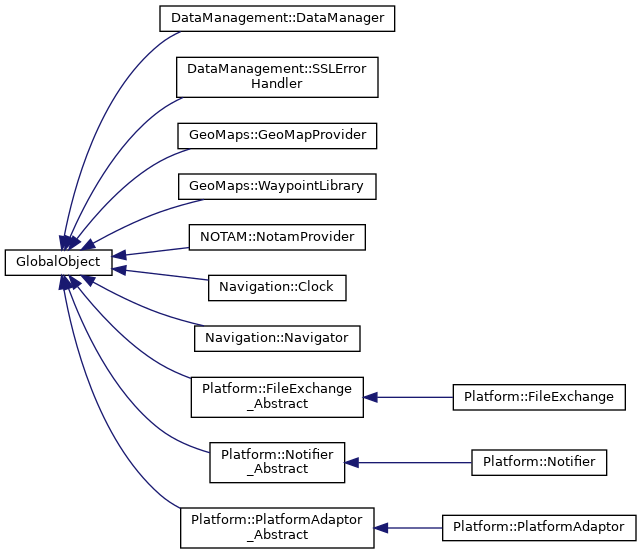 DataManagement::DataManager
DataManagement::SSLError
Handler
GeoMaps::GeoMapProvider
GeoMaps::WaypointLibrary
NOTAM::NotamProvider
GlobalObject
Navigation::Clock
Navigation::Navigator
Platform::FileExchange
_Abstract
Platform::FileExchange
Platform::Notifier
_Abstract
Platform::Notifier
Platform::PlatformAdaptor
_Abstract
Platform::PlatformAdaptor